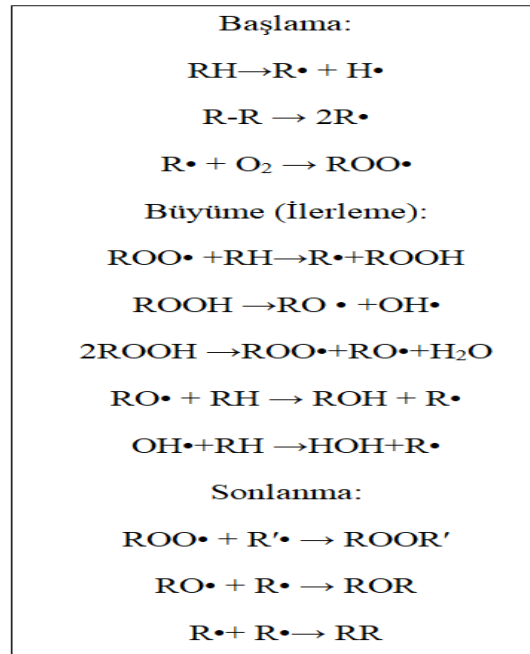 Başlama:
RH→R• + H•
R-R → 2R•
R• + O₂ → ROO•
Büyüme (İlerleme):
ROO• +RH→R•+ROOH
ROOH →RO • +OH•
2ROOH →ROO•+RO•+H₂O
RO• + RH → ROH + R•
OH•+RH →HOH+R•
Sonlanma:
ROO• + R′• → ROOR′
RO• + R• → ROR
R•+ R•→ RR